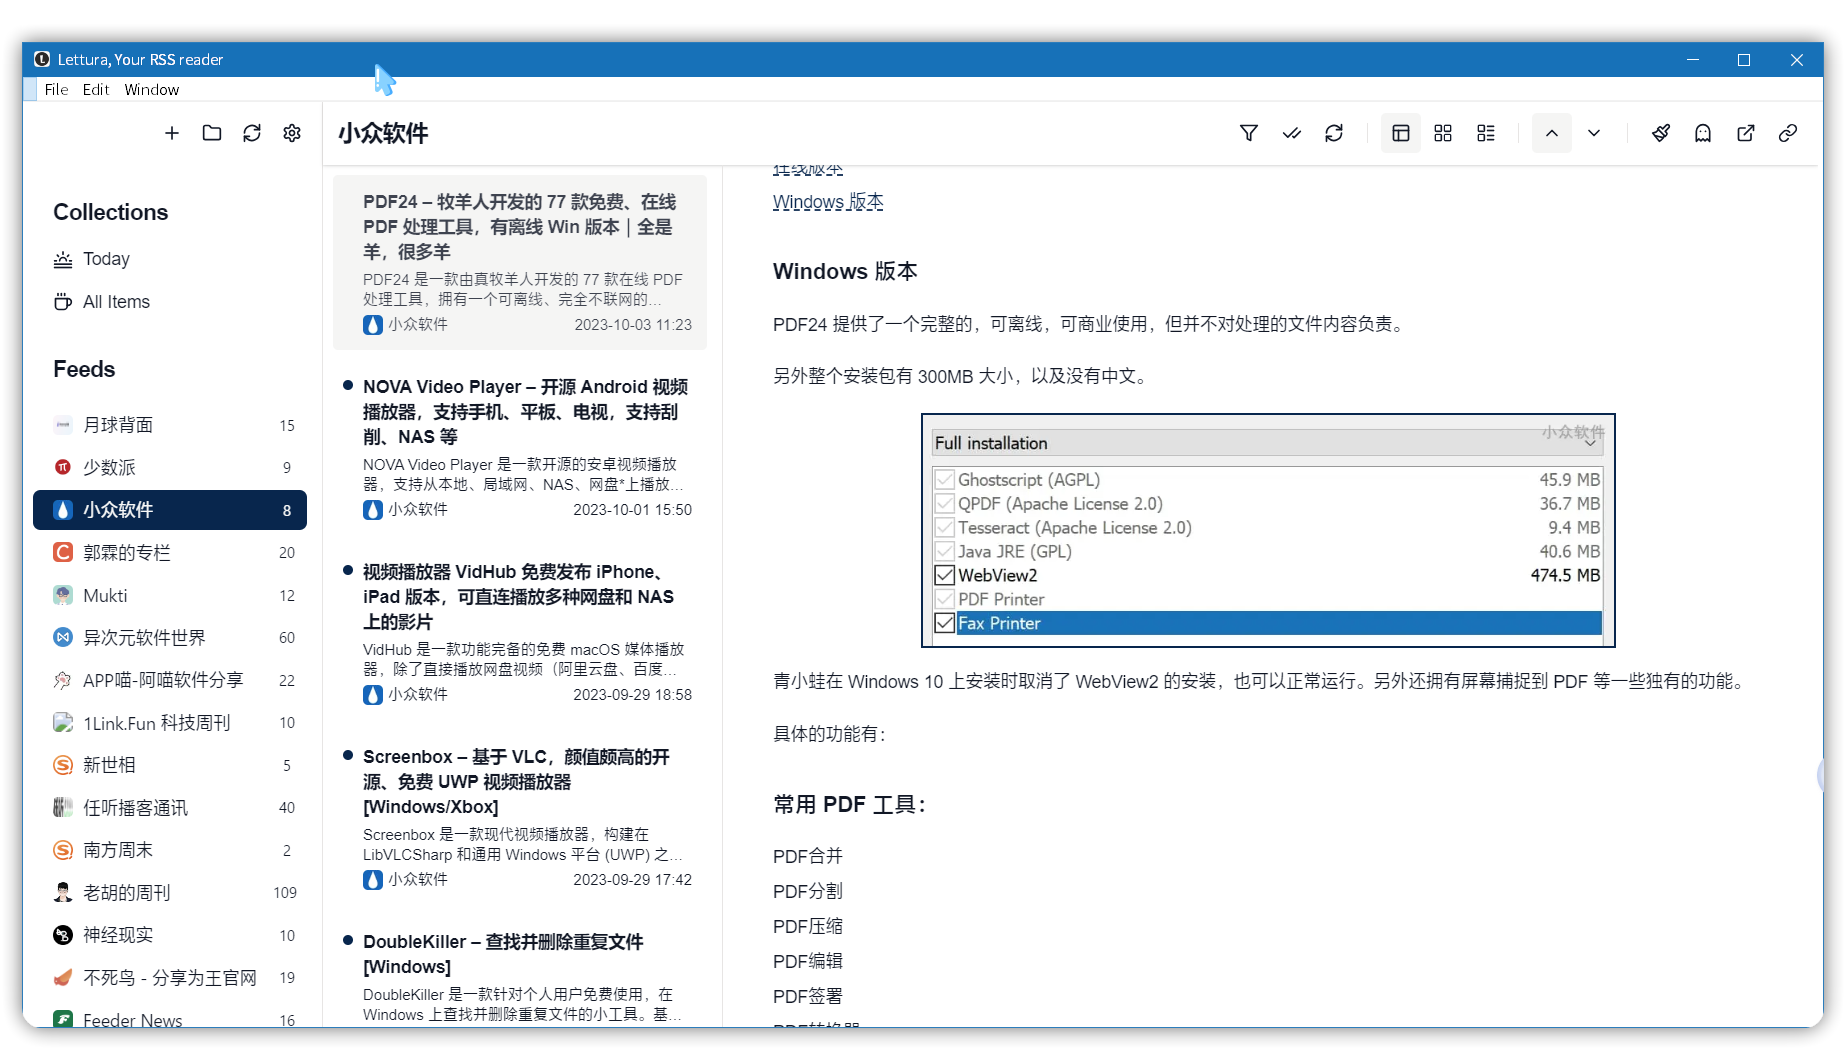 Lettura, Your RSS reader
File Edit Window
小众软件
Collections
Today
All Items
Feeds
月球背面 15
少数派 9
小众软件 8
郭霖的专栏 20
Mukti 12
异次元软件世界 60
APP喵-阿喵软件分享 22
1Link.Fun 科技周刊 10
新世相 5
任听播客通讯 40
南方周末 2
老胡的周刊 109
神经现实 10
不死鸟 - 分享为王官网 19
Feeder News 16
PDF24 – 牧羊人开发的 77 款免费、在线
PDF 处理工具，有离线 Win 版本｜全是
羊，很多羊
PDF24 是一款由真牧羊人开发的 77 款在线 PDF
处理工具，拥有一个可离线、完全不联网的…
小众软件 2023-10-03 11:23
NOVA Video Player – 开源 Android 视频
播放器，支持手机、平板、电视，支持刮
削、NAS 等
NOVA Video Player 是一款开源的安卓视频播放
器，支持从本地、局域网、NAS、网盘*上播放…
小众软件 2023-10-01 15:50
视频播放器 VidHub 免费发布 iPhone、
iPad 版本，可直连播放多种网盘和 NAS
上的影片
VidHub 是一款功能完备的免费 macOS 媒体播放
器，除了直接播放网盘视频（阿里云盘、百度…
小众软件 2023-09-29 18:58
Screenbox – 基于 VLC，颜值颇高的开
源、免费 UWP 视频播放器
[Windows/Xbox]
Screenbox 是一款现代视频播放器，构建在
LibVLCSharp 和通用 Windows 平台 (UWP) 之…
小众软件 2023-09-29 17:42
DoubleKiller – 查找并删除重复文件
[Windows]
DoubleKiller 是一款针对个人用户免费使用，在
Windows 上查找并删除重复文件的小工具。基…
在线版本
Windows 版本
Windows 版本
PDF24 提供了一个完整的，可离线，可商业使用，但并不对处理的文件内容负责。
另外整个安装包有 300MB 大小，以及没有中文。
小众软件
Full installation
Ghostscript (AGPL) 45.9 MB
QPDF (Apache License 2.0) 36.7 MB
Tesseract (Apache License 2.0) 9.4 MB
Java JRE (GPL) 40.6 MB
WebView2 474.5 MB
PDF Printer
Fax Printer
青小蛙在 Windows 10 上安装时取消了 WebView2 的安装，也可以正常运行。另外还拥有屏幕捕捉到 PDF 等一些独有的功能。
具体的功能有：
常用 PDF 工具：
PDF合并
PDF分割
PDF压缩
PDF编辑
PDF签署
PDF转换器